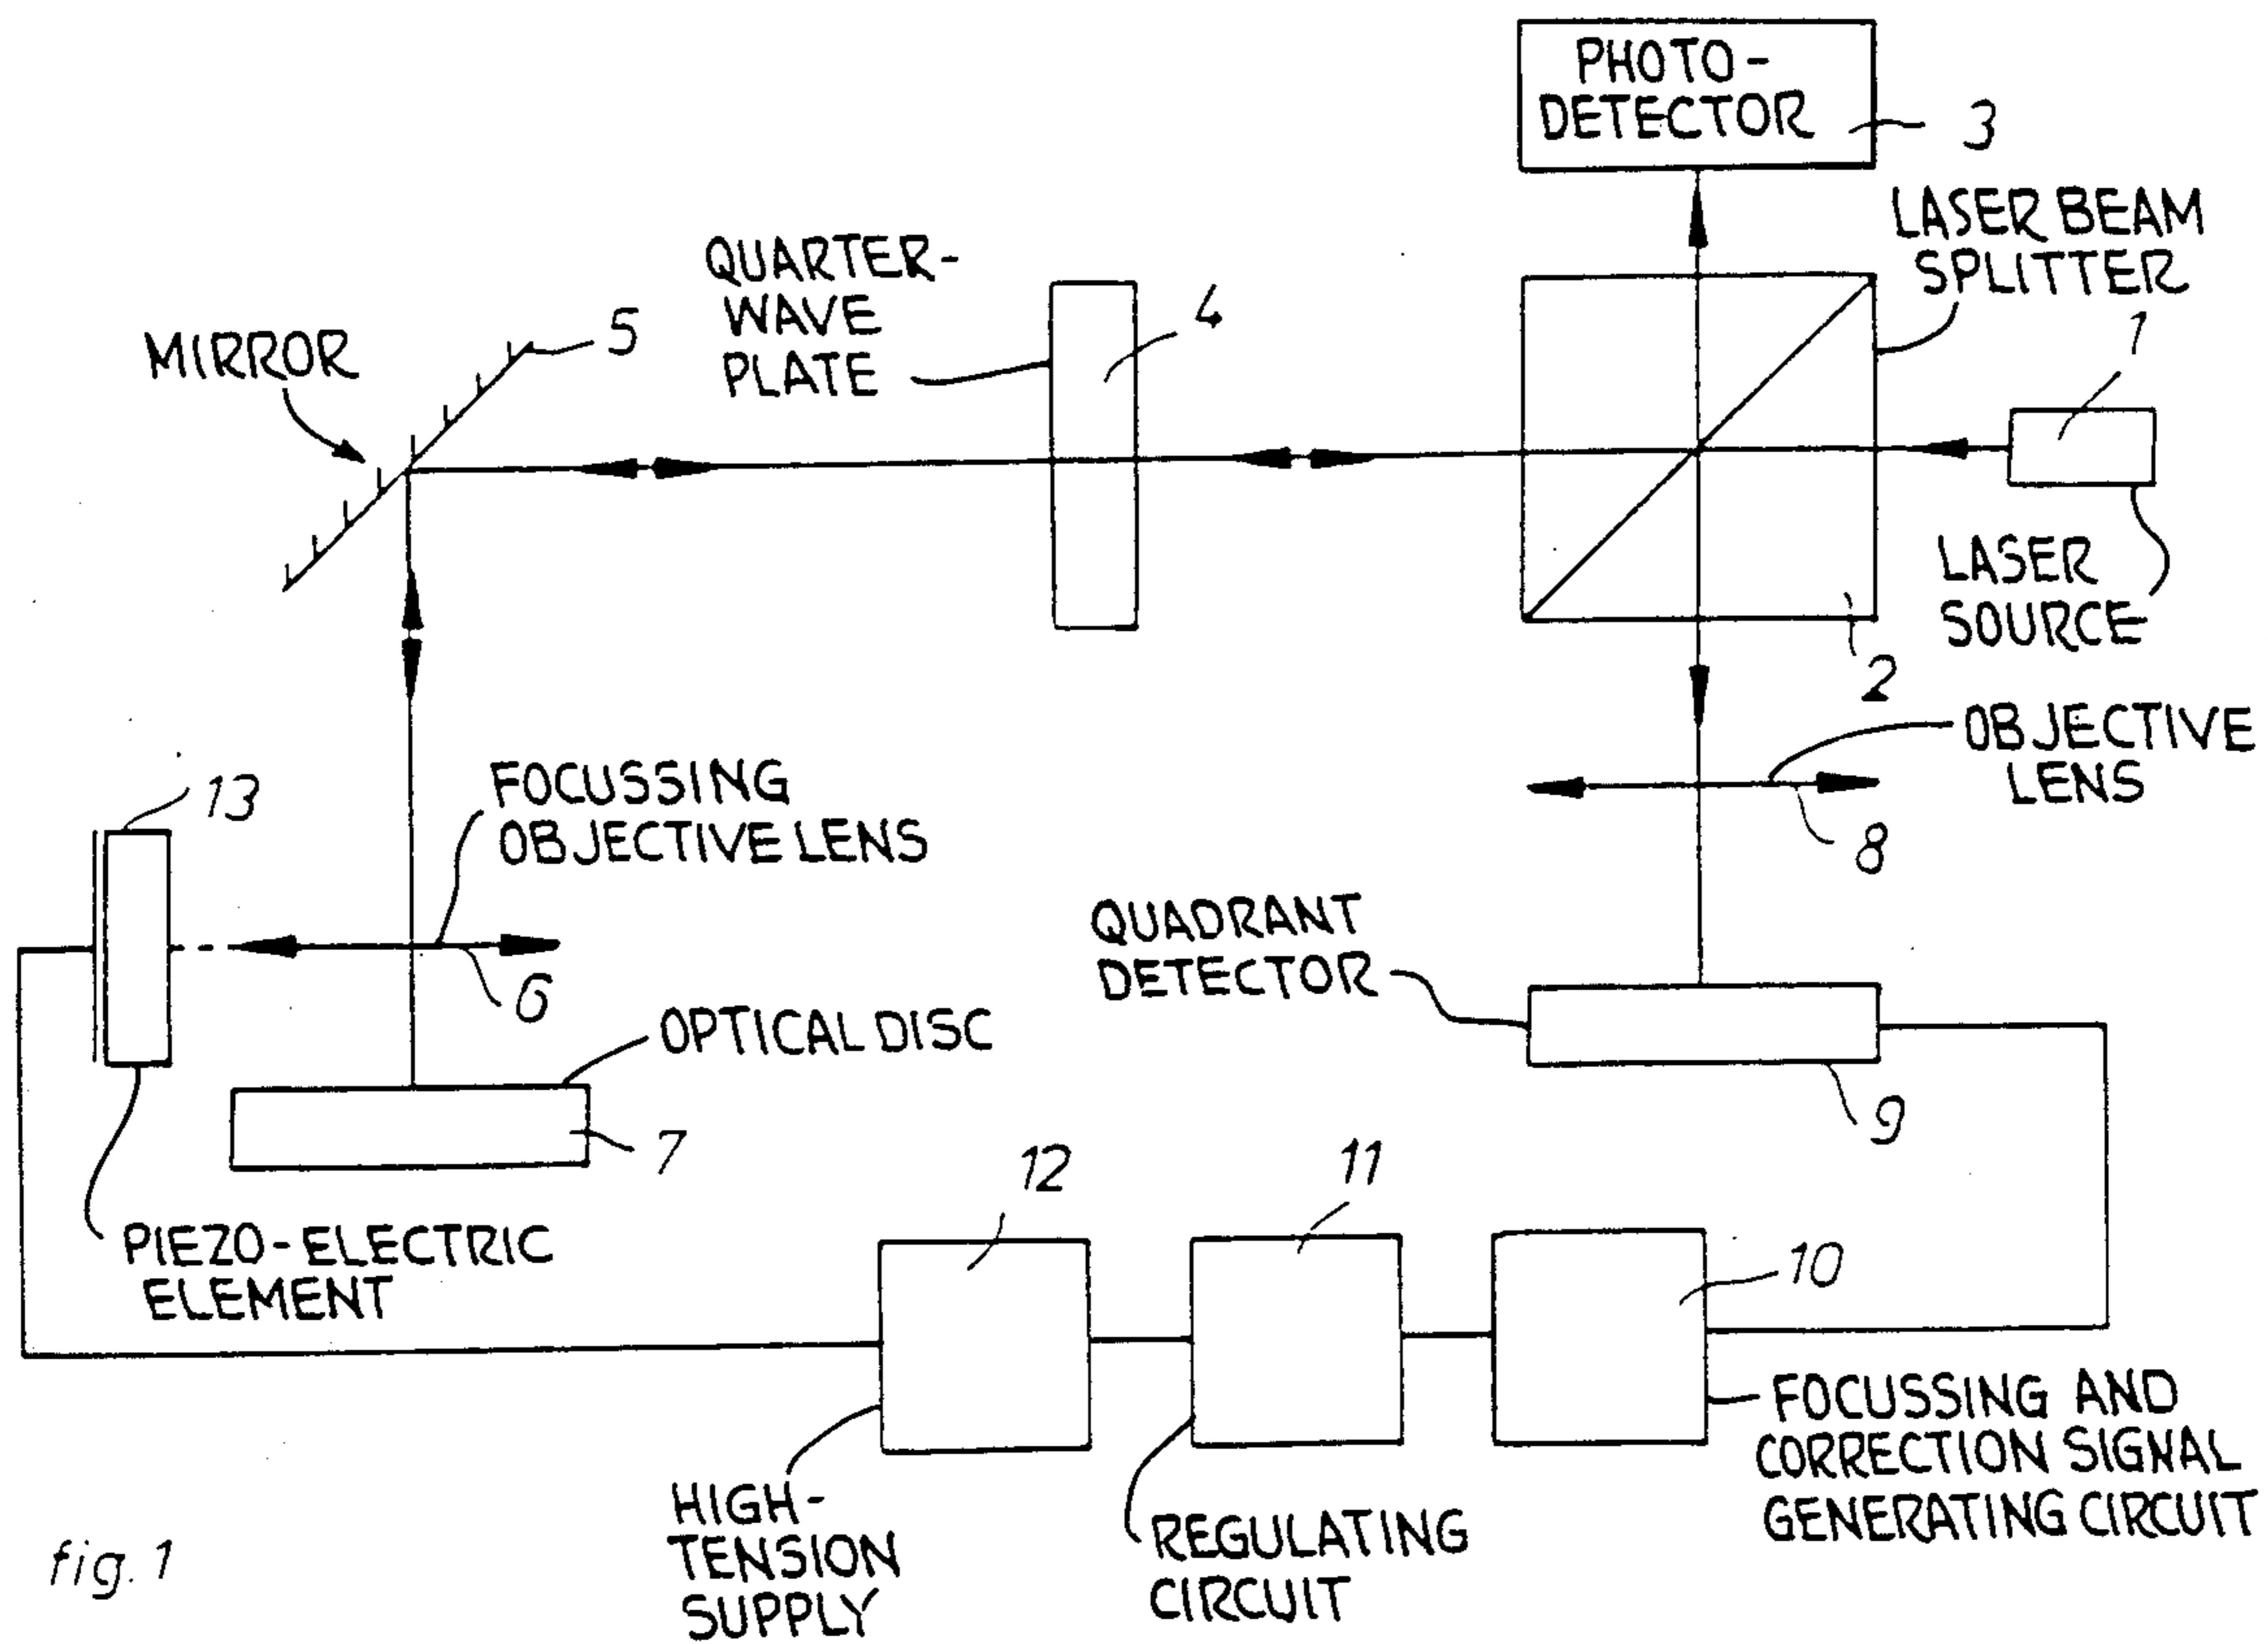 PHOTO-
DETECTOR
3
LASER BEAM
SPLITTER
QUARTER-
WAVE
PLATE
4
MIRROR
5
1
LASER
SOURCE
2
OBJECTIVE
LENS
8
13
FOCUSSING
OBJECTIVE LENS
6
QUADRANT
DETECTOR
9
OPTICAL DISC
7
PIEZO-ELECTRIC
ELEMENT
12
11
10
HIGH-
TENSION
SUPPLY
REGULATING
CIRCUIT
FOCUSSING AND
CORRECTION SIGNAL
GENERATING CIRCUIT
fig. 1